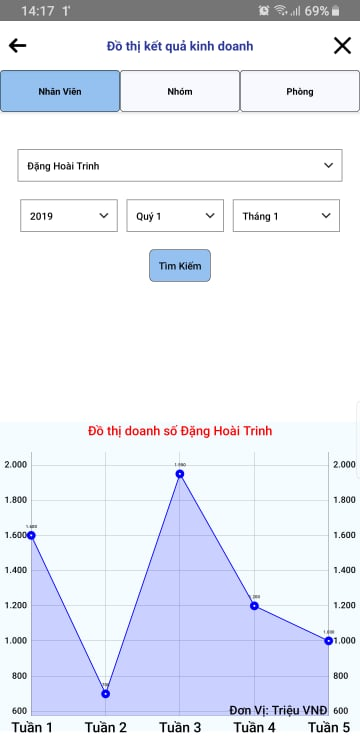 14:17
69%
Đồ thị kết quả kinh doanh
Nhân Viên Nhóm Phòng
Đặng Hoài Trinh
2019 Quý 1 Tháng 1
Tìm Kiếm
Đồ thị doanh số Đặng Hoài Trinh
2.000 2.000
1.800 1.800
1.600 1.600
1.400 1.400
1.200 1.200
1.000 1.000
800 800
600 Đơn Vị: Triệu VNĐ 600
Tuần 1 Tuần 2 Tuần 3 Tuần 4 Tuần 5